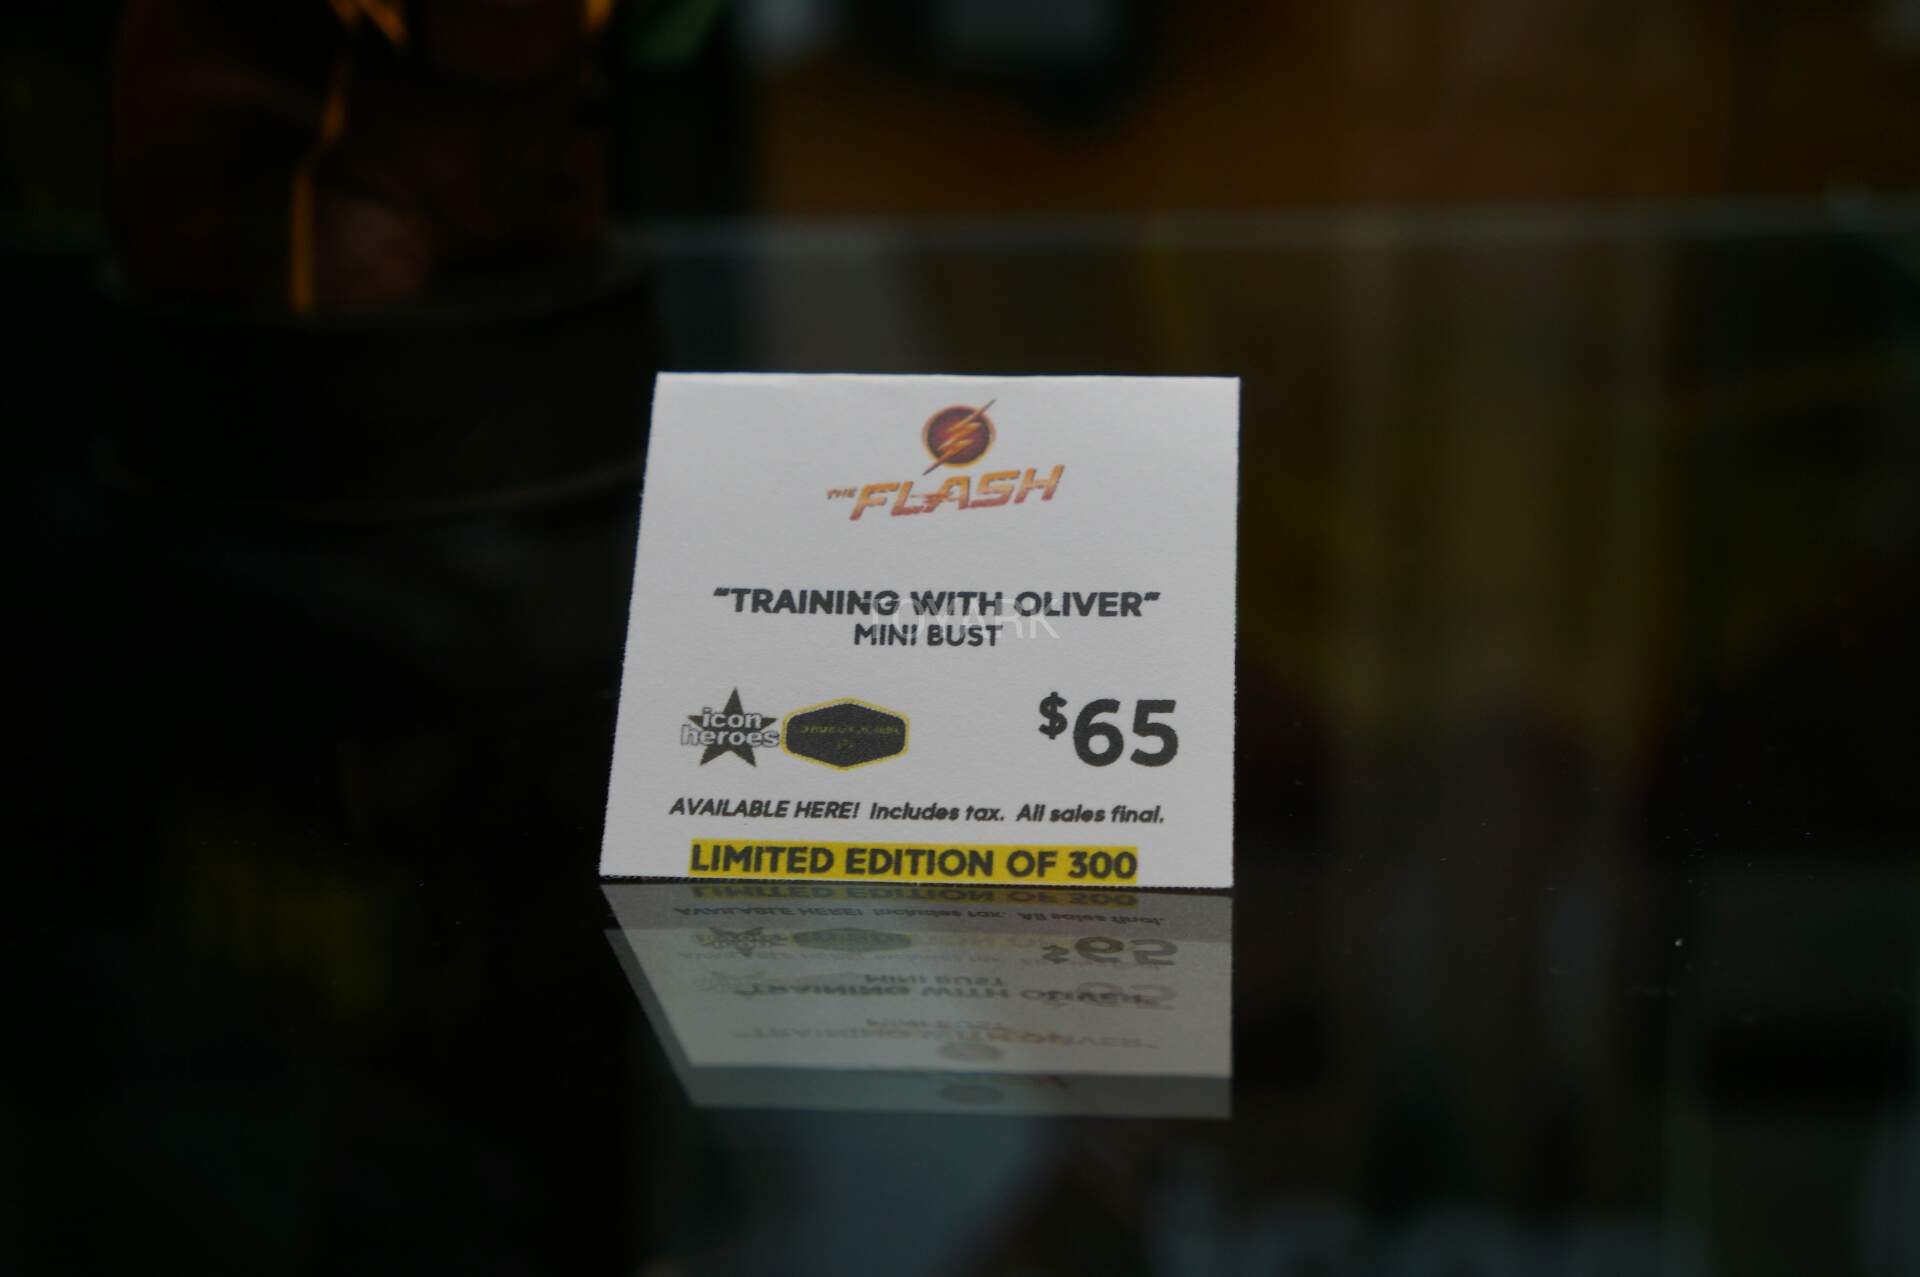 THE FLASH
"TRAINING WITH OLIVER"
MINI BUST
TOYARK
icon
heroes
$65
AVAILABLE HERE! Includes tax. All sales final.
LIMITED EDITION OF 300